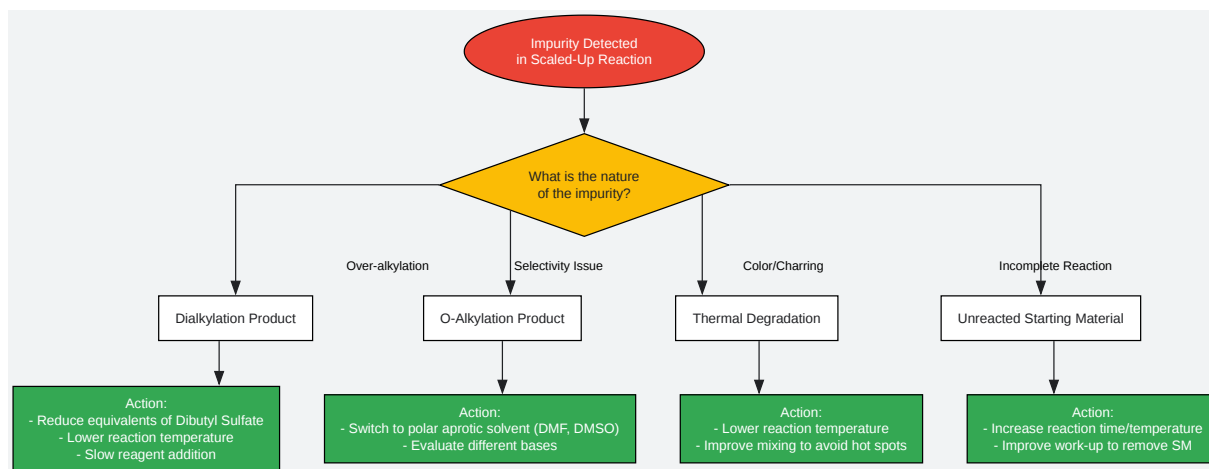 Impurity Detected
in Scaled-Up Reaction
What is the nature
of the impurity?
Over-alkylation
Selectivity Issue
Color/Charring
Incomplete Reaction
Dialkylation Product
O-Alkylation Product
Thermal Degradation
Unreacted Starting Material
Action:
- Reduce equivalents of Dibutyl Sulfate
- Lower reaction temperature
- Slow reagent addition
Action:
- Switch to polar aprotic solvent (DMF, DMSO)
- Evaluate different bases
Action:
- Lower reaction temperature
- Improve mixing to avoid hot spots
Action:
- Increase reaction time/temperature
- Improve work-up to remove SM